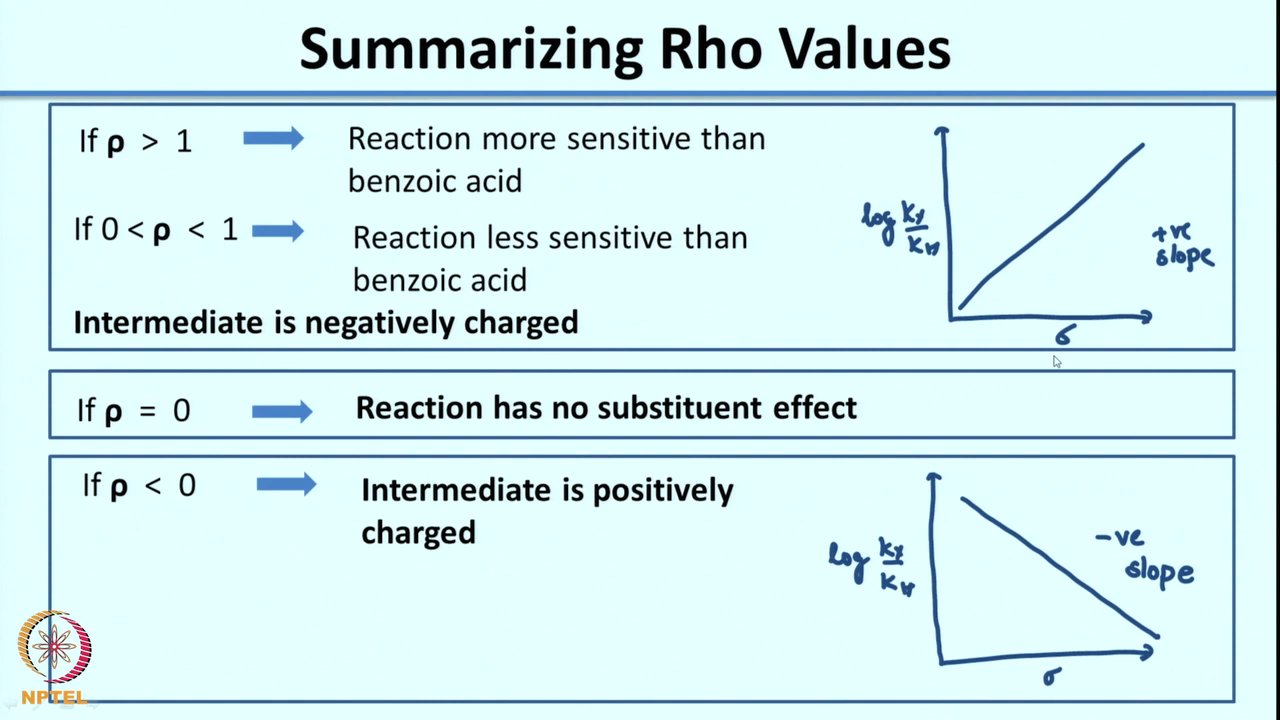 Summarizing Rho Values
If ρ > 1
Reaction more sensitive than
benzoic acid
If 0 < ρ < 1
Reaction less sensitive than
benzoic acid
Intermediate is negatively charged
log kx/kH
+ve
slope
σ
If ρ = 0
Reaction has no substituent effect
If ρ < 0
Intermediate is positively
charged
log kx/kH
-ve
slope
σ
NPTEL